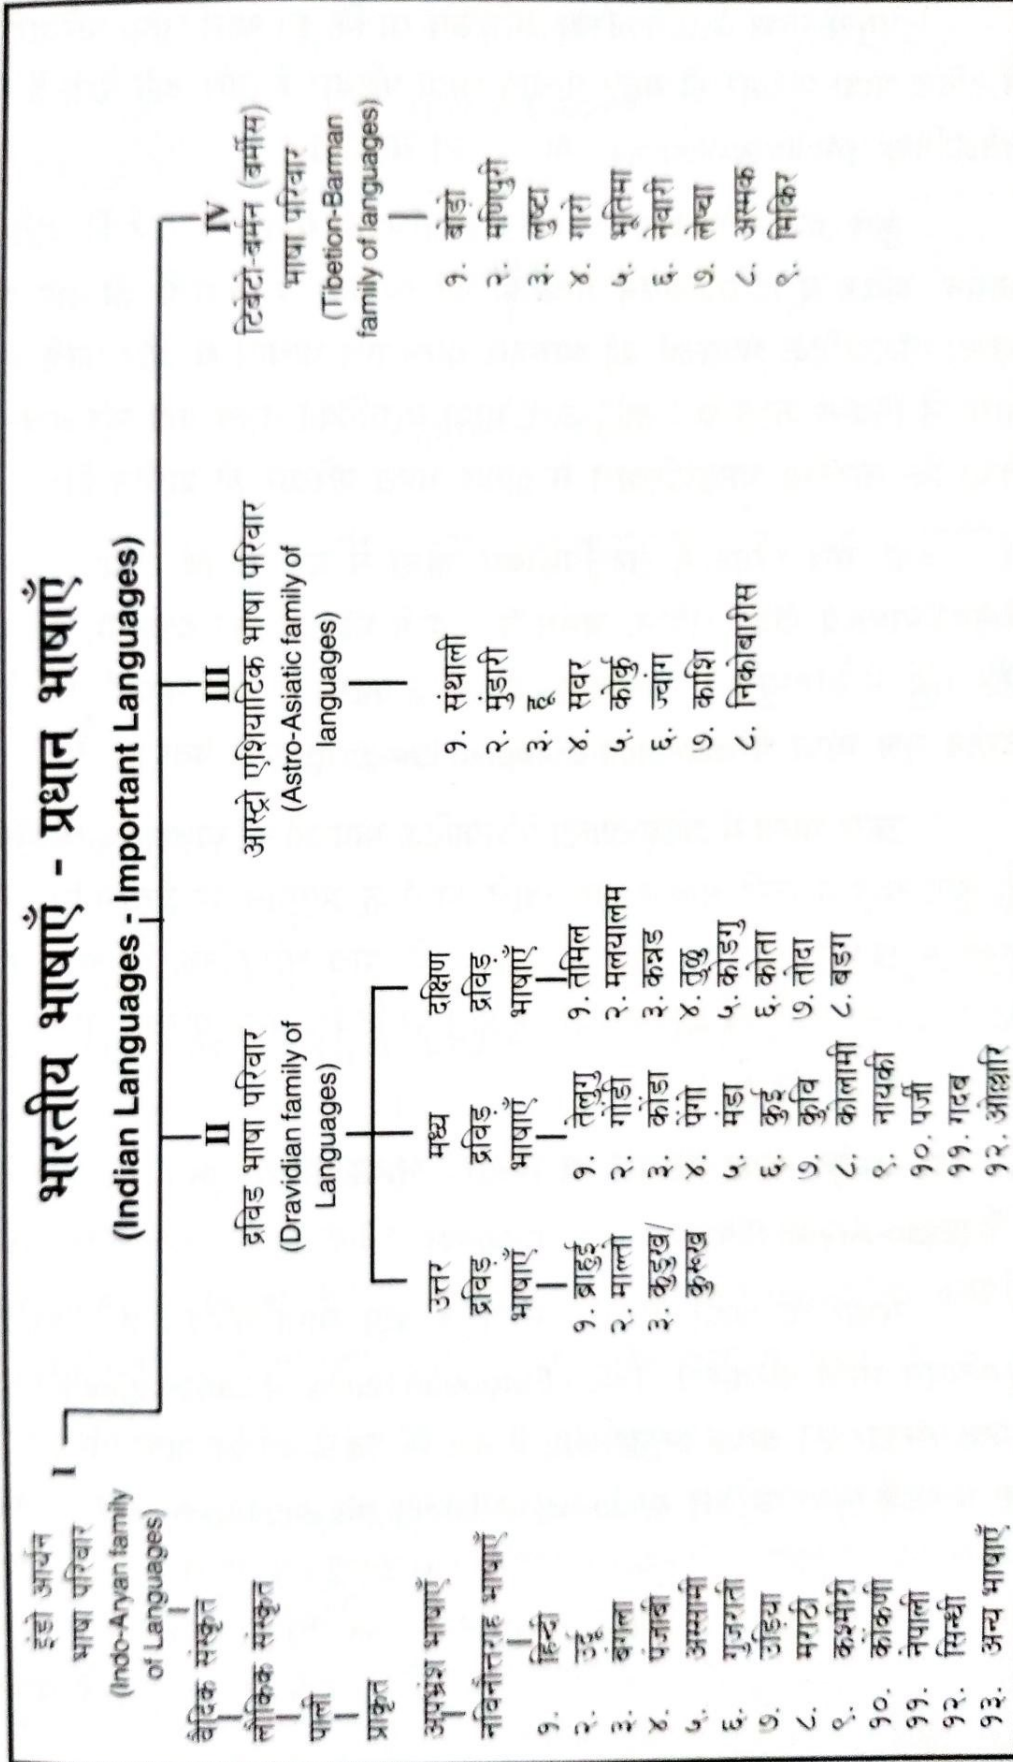 भारतीय भाषाएँ - प्रधान भाषाएँ
(Indian Languages - Important Languages)
I
इंडो आर्यन
भाषा परिवार
(Indo-Aryan family
of Languages)
वैदिक संस्कृत
लौकिक संस्कृत
पाली
प्राकृत
अपभ्रंश भाषाएँ
नविनोत्तराह भाषाएँ
१. हिन्दी
२. उर्दू
३. बंगला
४. पंजाबी
५. अस्सामी
६. गुजराती
७. उड़िया
८. मराठी
९. कश्मीरी
१०. कोंकणी
११. नेपाली
१२. सिन्धी
१३. अन्य भाषाएँ
II
द्रविड भाषा परिवार
(Dravidian family of
Languages)
उत्तर
द्रविड़
भाषाएँ
१. ब्राहुई
२. माल्तो
३. कुडुख/
कुरूख
मध्य
द्रविड़
भाषाएँ
१. तेलुगु
२. गोंडी
३. कोंडा
४. पेंगो
५. मंडा
६. कुई
७. कुवि
८. कोलामी
९. नायकी
१०. पर्जी
११. गदब
१२. ओल्लारि
दक्षिण
द्रविड़
भाषाएँ
१. तमिल
२. मलयालम
३. कन्नड
४. तुळु
५. कोडगु
६. कोता
७. तोदा
८. बडग
III
आस्ट्रो एशियाटिक भाषा परिवार
(Astro-Asiatic family of
languages)
१. संथाली
२. मुंडारी
३. हू
४. सवर
५. कोर्कु
६. ज्वांग
७. काशि
८. निकोबारीस
IV
टिबेटो-बर्मन (बर्मीस)
भाषा परिवार
(Tibetion-Barman
family of languages)
१. बोडो
२. मणिपुरी
३. लुष्टा
४. गारो
५. भूतिमा
६. नेवारी
७. लेप्चा
८. अस्मक
९. मिकिर